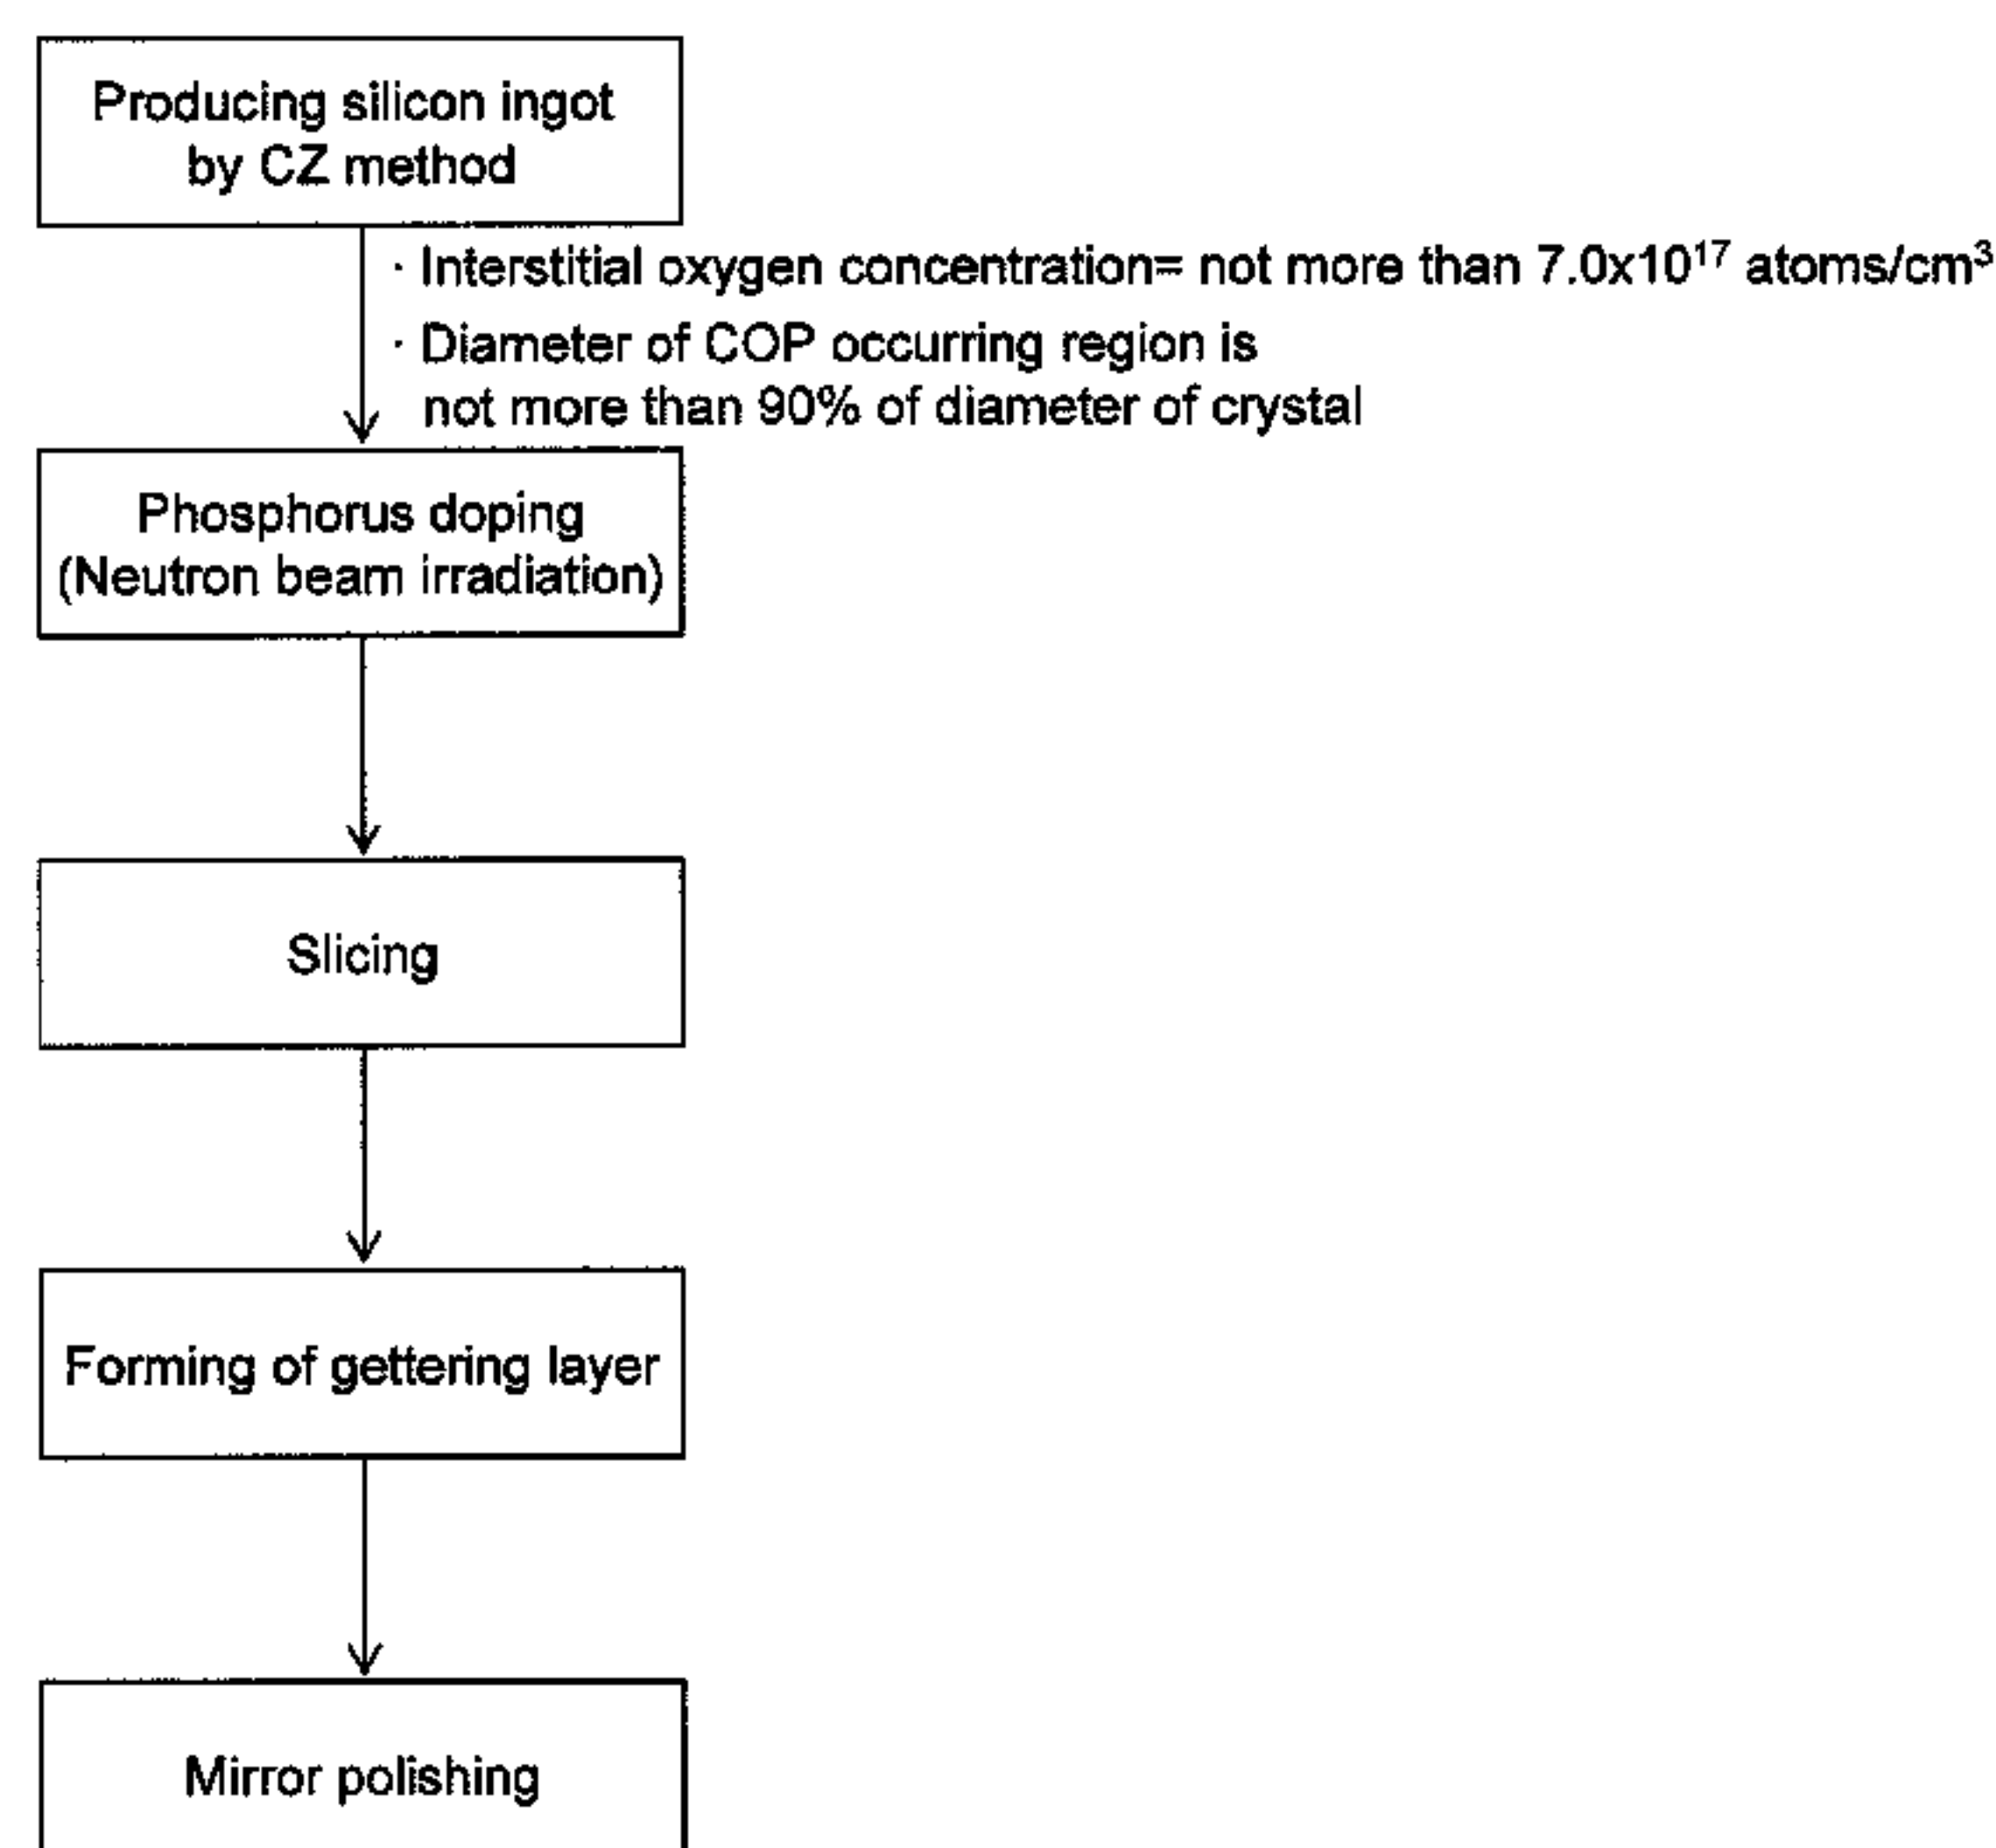 Producing silicon ingot
by CZ method
· Interstitial oxygen concentration= not more than 7.0x10¹⁷ atoms/cm³
· Diameter of COP occurring region is
not more than 90% of diameter of crystal
Phosphorus doping
(Neutron beam irradiation)
Slicing
Forming of gettering layer
Mirror polishing